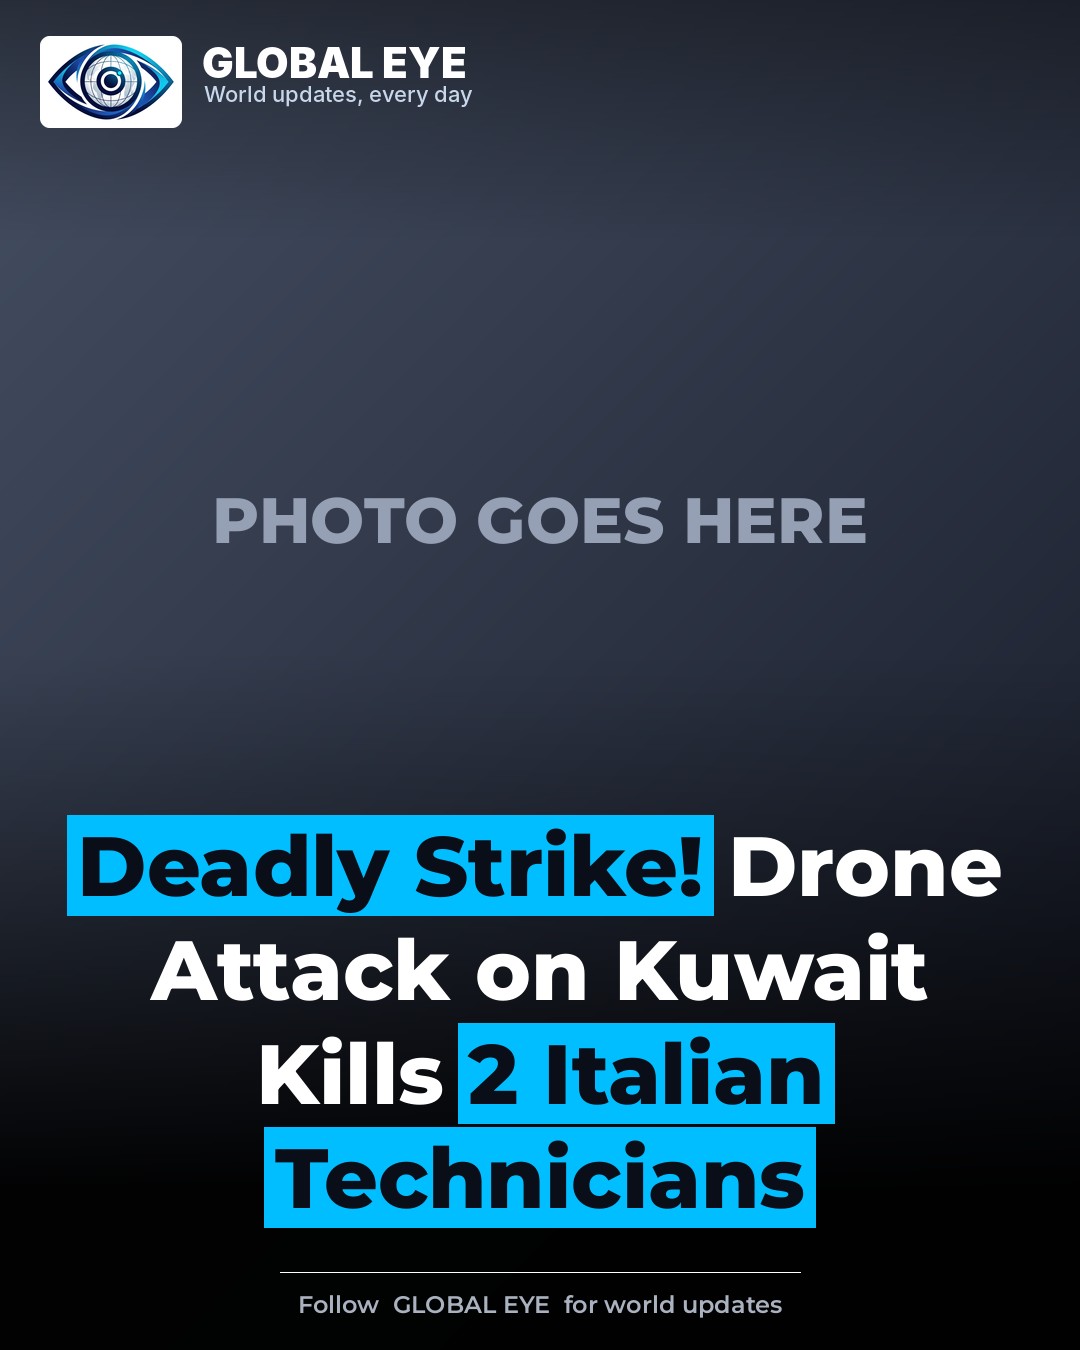 GLOBAL EYE
World updates, every day
PHOTO GOES HERE
Deadly Strike! Drone
Attack on Kuwait
Kills 2 Italian
Technicians
Follow GLOBAL EYE for world updates